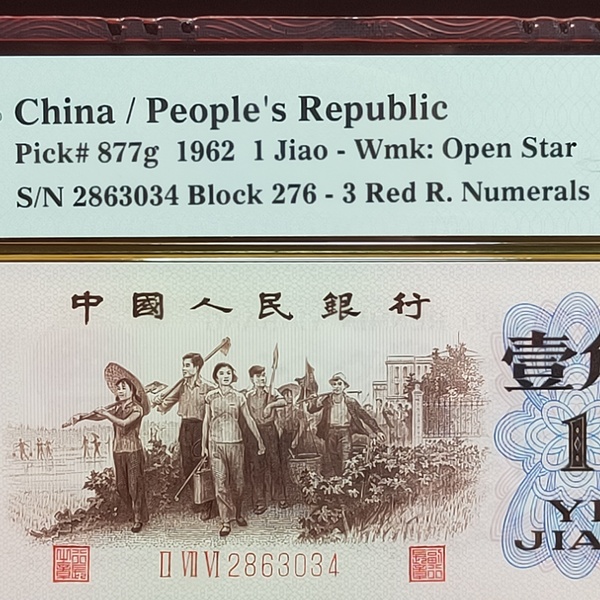 China / People's Republic
Pick# 877g 1962 1 Jiao - Wmk: Open Star
S/N 2863034 Block 276 - 3 Red R. Numerals
中國人民銀行
壹角
1
YI
JIA
Ⅱ Ⅶ Ⅵ 2863034